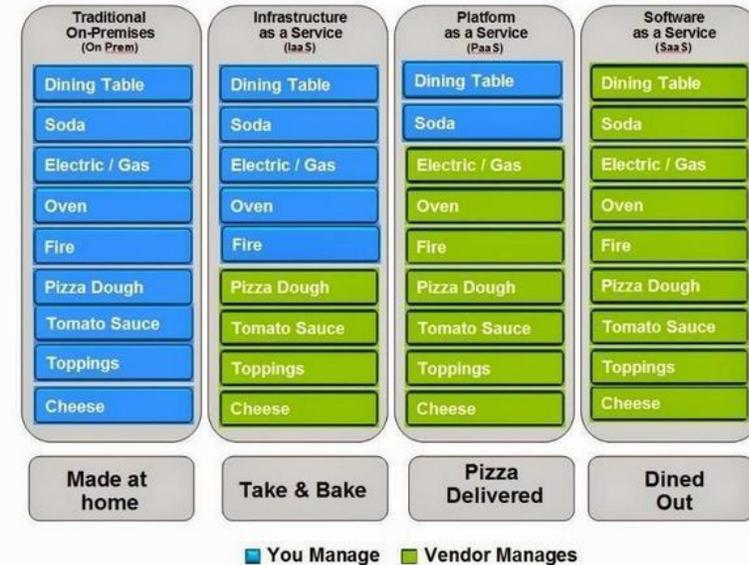 Traditional
On-Premises
(On Prem)
Dining Table
Soda
Electric / Gas
Oven
Fire
Pizza Dough
Tomato Sauce
Toppings
Cheese
Made at
home
Infrastructure
as a Service
(IaaS)
Dining Table
Soda
Electric / Gas
Oven
Fire
Pizza Dough
Tomato Sauce
Toppings
Cheese
Take & Bake
Platform
as a Service
(PaaS)
Dining Table
Soda
Electric / Gas
Oven
Fire
Pizza Dough
Tomato Sauce
Toppings
Cheese
Pizza
Delivered
Software
as a Service
(SaaS)
Dining Table
Soda
Electric / Gas
Oven
Fire
Pizza Dough
Tomato Sauce
Toppings
Cheese
Dined
Out
You Manage
Vendor Manages